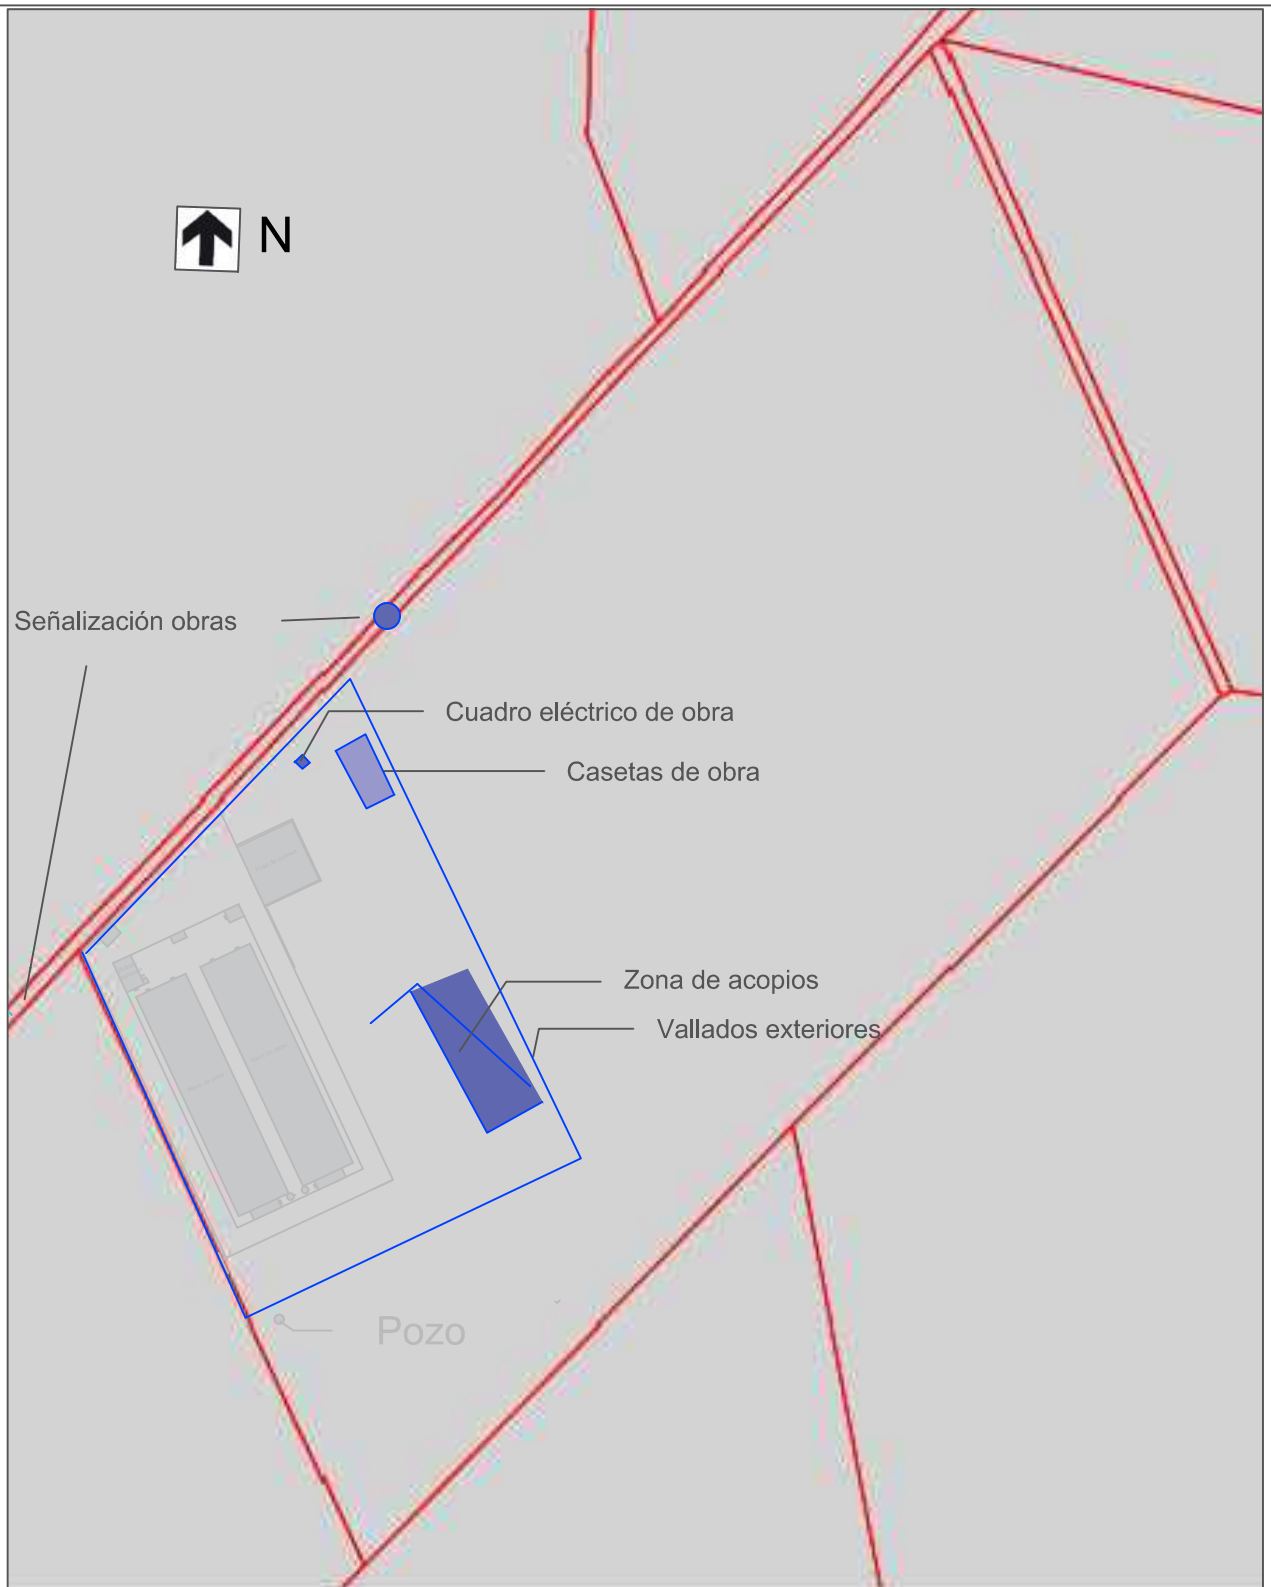 N
Señalización obras
Cuadro eléctrico de obra
Casetas de obra
Zona de acopios
Vallados exteriores
Pozo